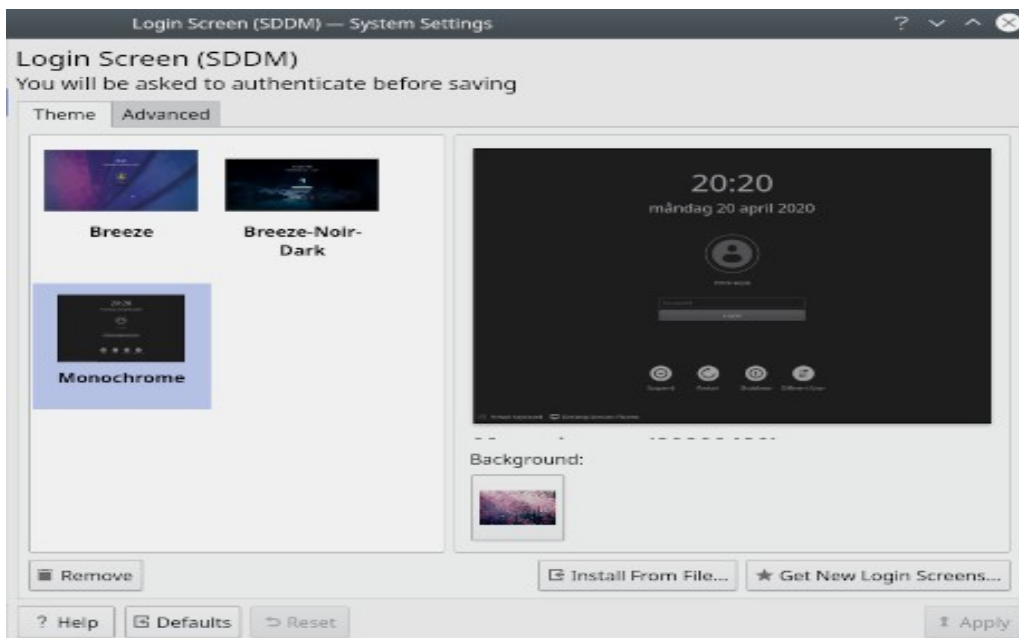 Login Screen (SDDM) — System Settings
Login Screen (SDDM)
You will be asked to authenticate before saving
Theme
Advanced
Breeze
Breeze-Noir-
Dark
Monochrome
20:20
måndag 20 april 2020
Background:
Remove
Install From File...
Get New Login Screens...
? Help
Defaults
Reset
Apply